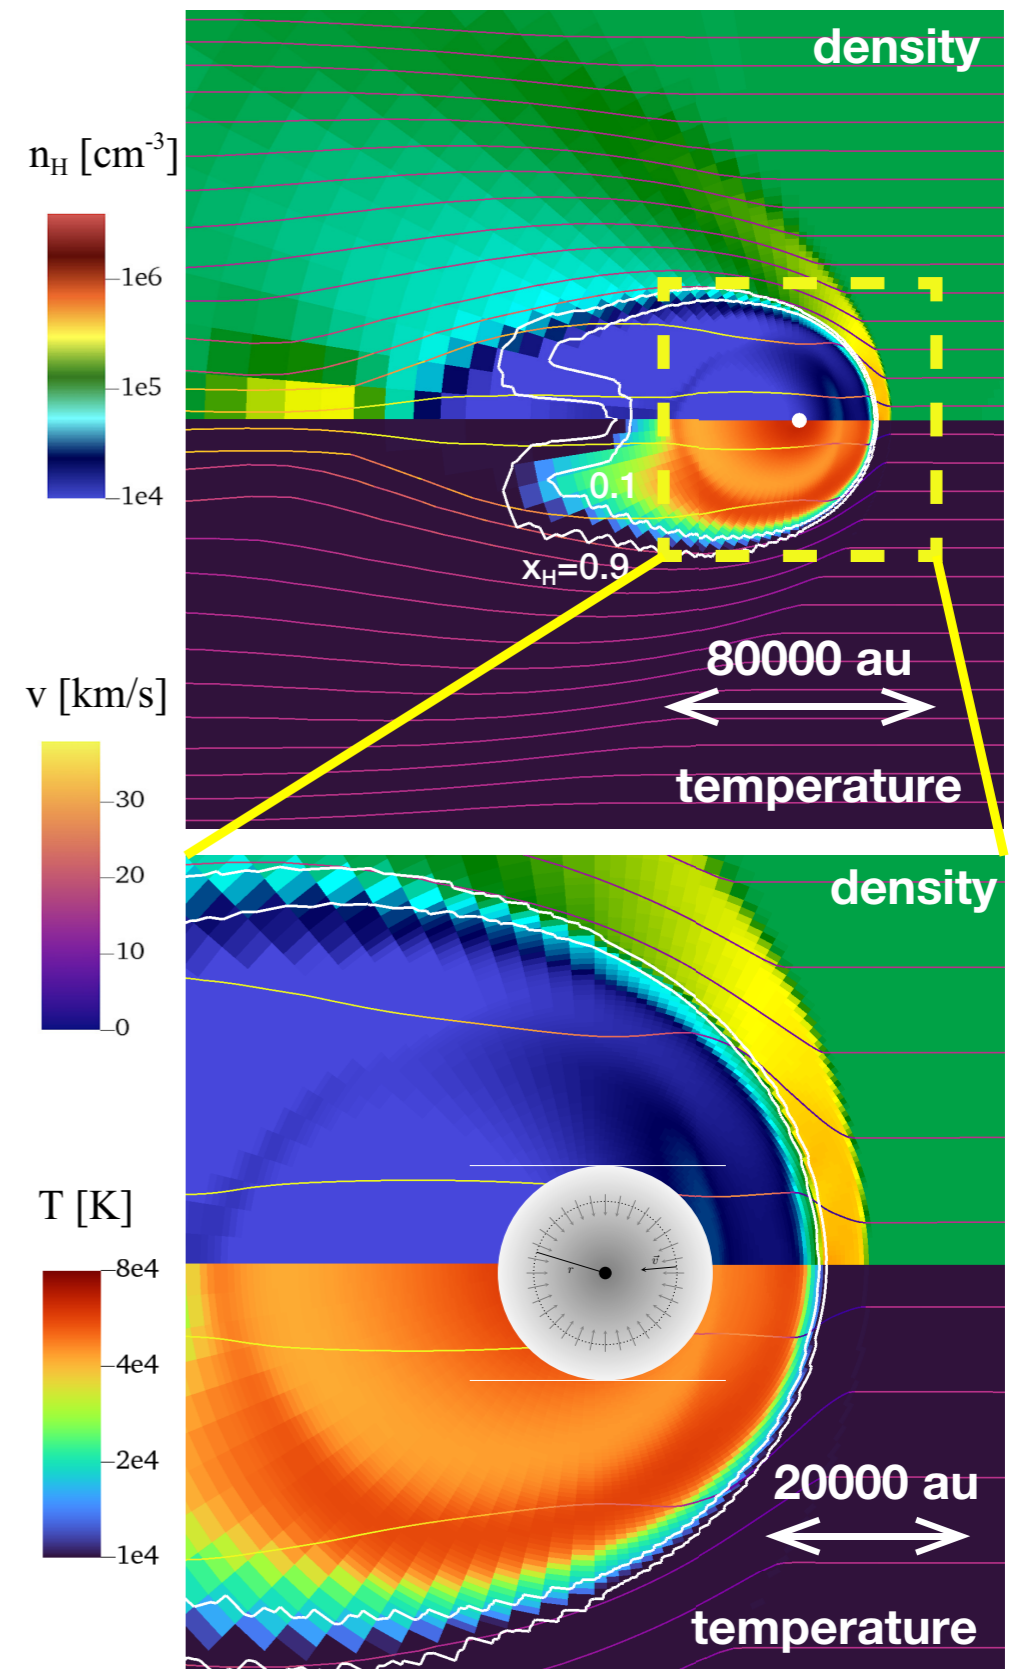 density
n_H [cm^-3]
1e6
1e5
1e4
0.1
x_H=0.9
80000 au
temperature
v [km/s]
30
20
10
0
density
T [K]
8e4
4e4
2e4
1e4
r
v⃗
20000 au
temperature